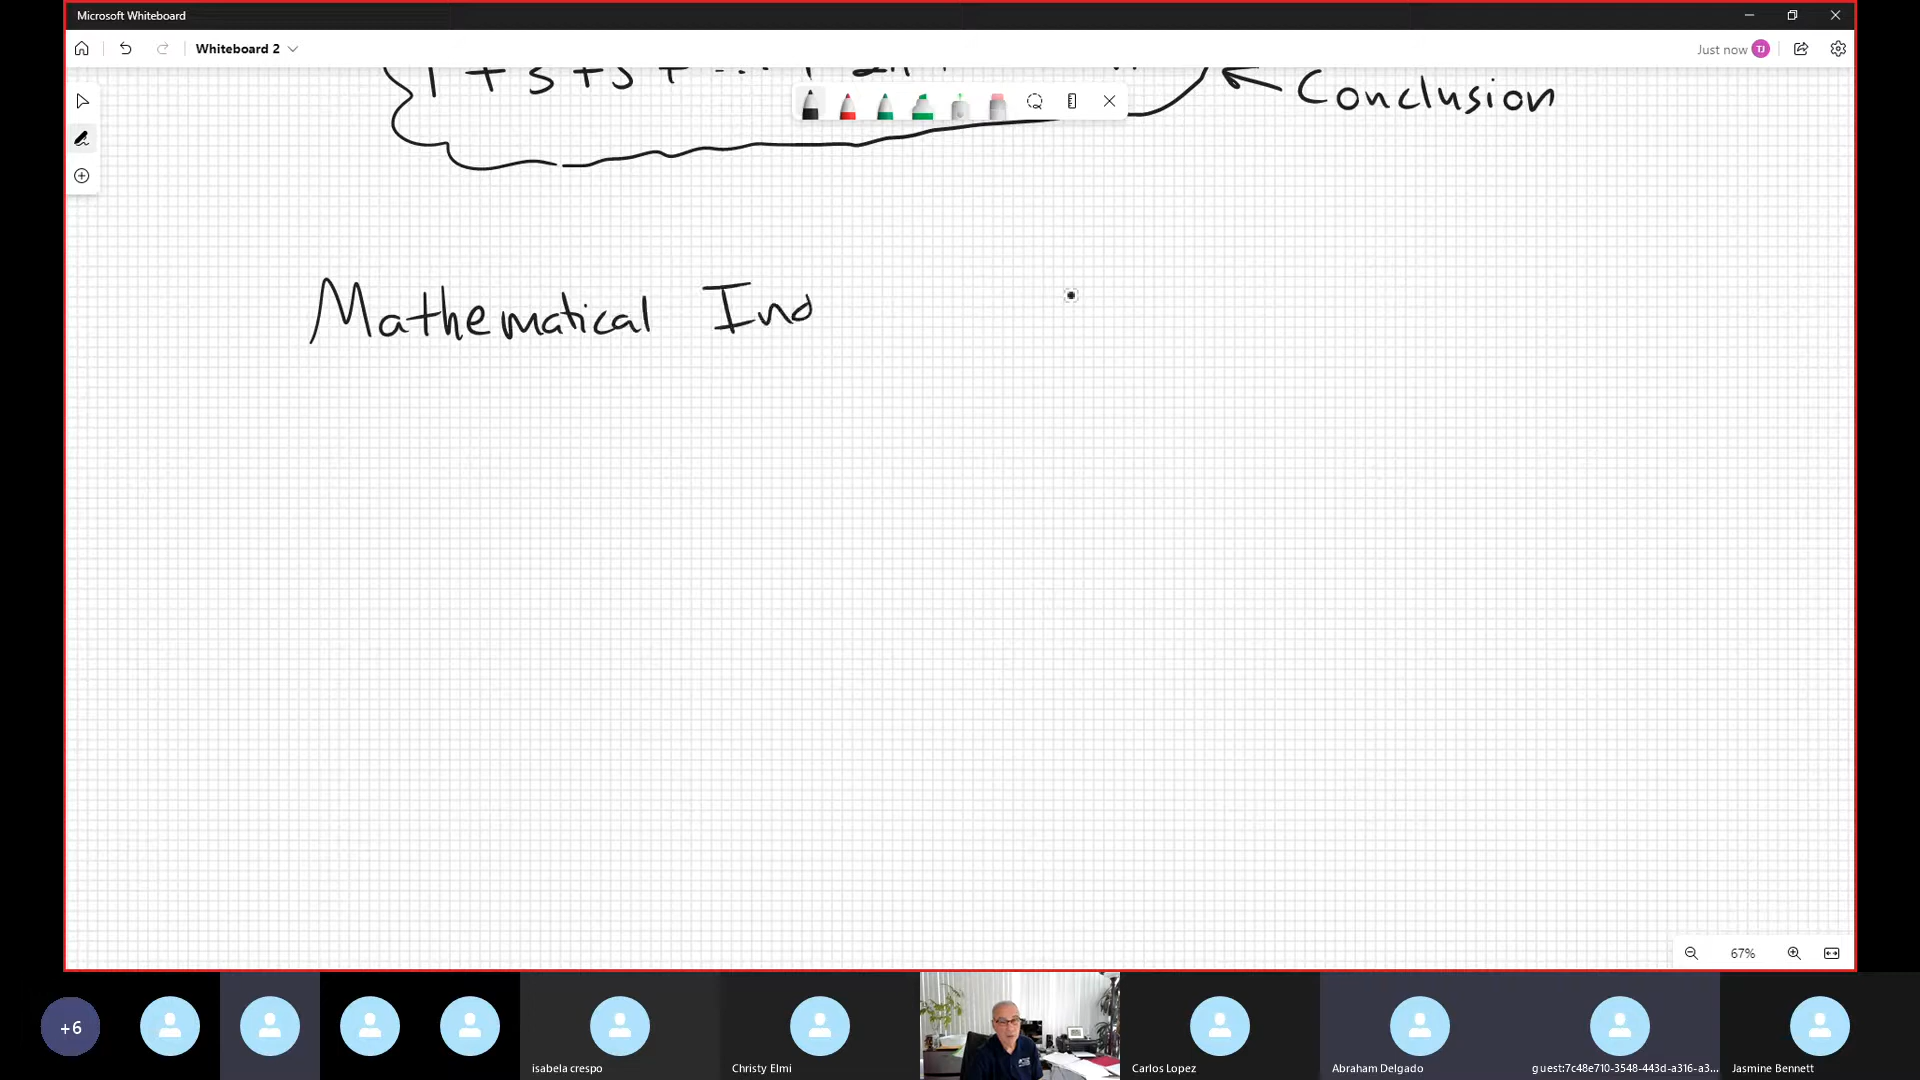 Microsoft Whiteboard
Whiteboard 2
Just now TJ
Conclusion
Mathematical Ind
67%
+6
isabela crespo
Christy Elmi
Carlos Lopez
Abraham Delgado
guest:7c48e710-3548-443d-a316-a3...
Jasmine Bennett